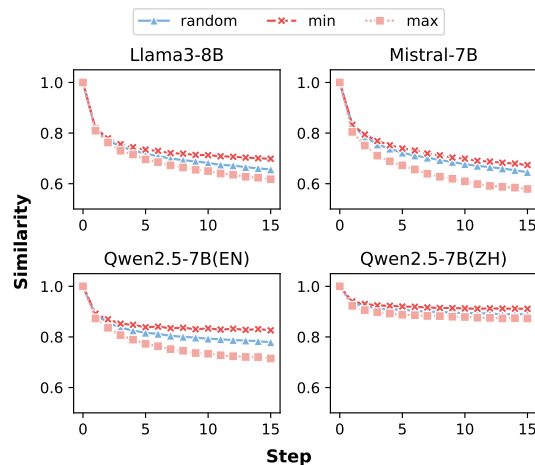 random min max
Llama3-8B Mistral-7B
1.0 1.0
0.8 0.8
0.6 0.6
0 5 10 15 0 5 10 15
Similarity
Qwen2.5-7B(EN) Qwen2.5-7B(ZH)
1.0 1.0
0.8 0.8
0.6 0.6
0 5 10 15 0 5 10 15
Step